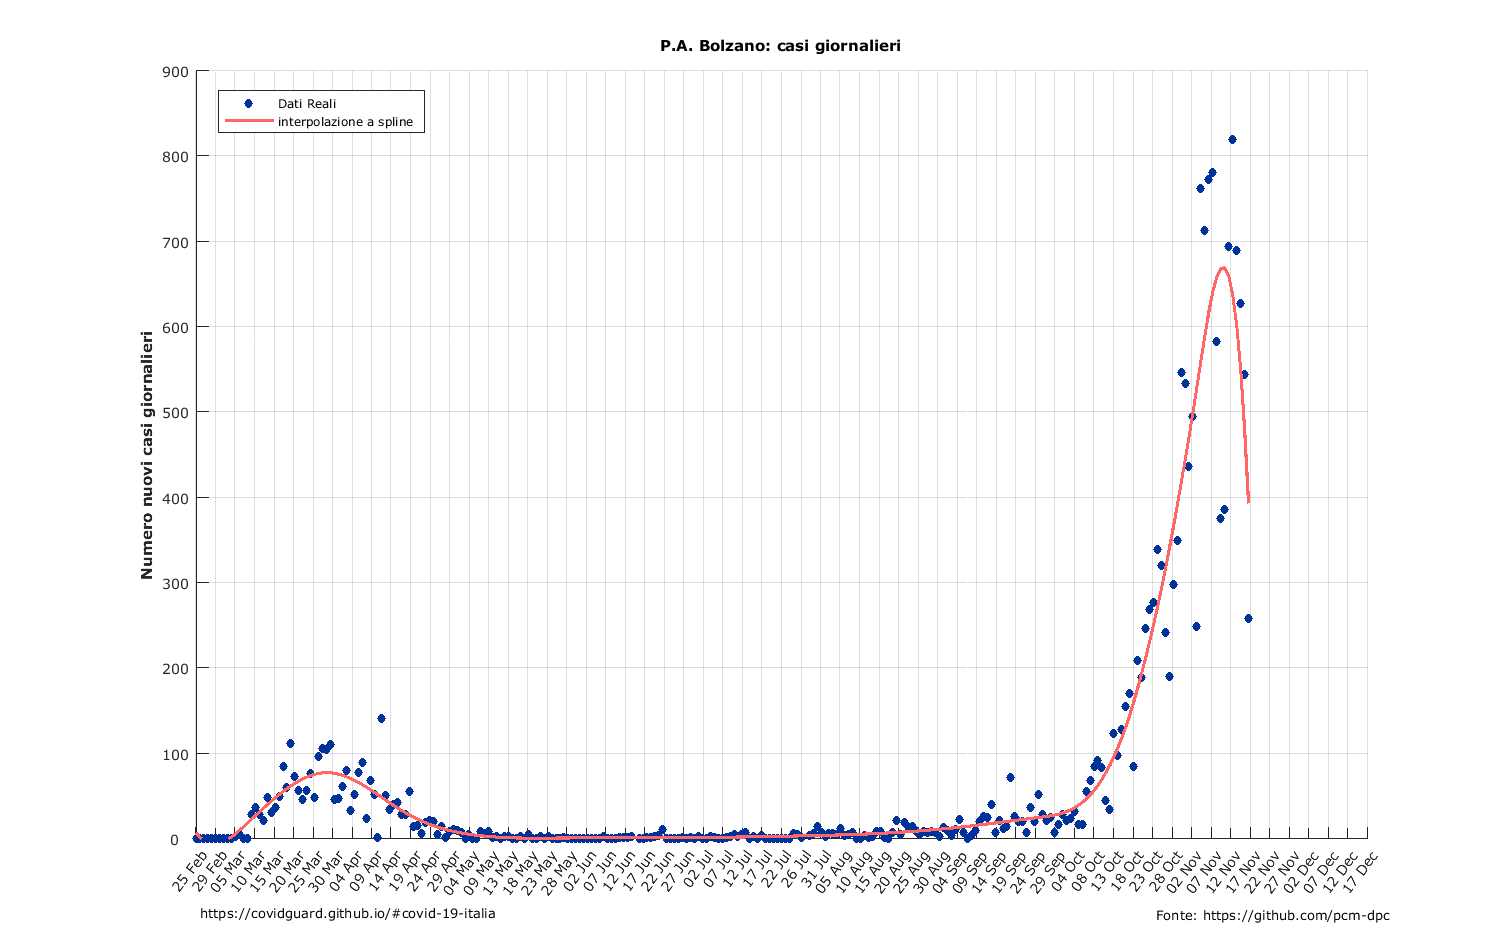 P.A. Bolzano: casi giornalieri
900
800
700
600
500
400
300
200
100
0
Numero nuovi casi giornalieri
Dati Reali
interpolazione a spline
25 Feb
29 Feb
05 Mar
10 Mar
15 Mar
20 Mar
25 Mar
30 Mar
04 Apr
09 Apr
14 Apr
19 Apr
24 Apr
29 Apr
04 May
09 May
13 May
18 May
23 May
28 May
02 Jun
07 Jun
12 Jun
17 Jun
22 Jun
27 Jun
02 Jul
07 Jul
12 Jul
17 Jul
22 Jul
26 Jul
31 Jul
05 Aug
10 Aug
15 Aug
20 Aug
25 Aug
30 Aug
04 Sep
09 Sep
14 Sep
19 Sep
24 Sep
29 Sep
04 Oct
08 Oct
13 Oct
18 Oct
23 Oct
28 Oct
02 Nov
07 Nov
12 Nov
17 Nov
22 Nov
27 Nov
02 Dec
07 Dec
12 Dec
17 Dec
https://covidguard.github.io/#covid-19-italia
Fonte: https://github.com/pcm-dpc